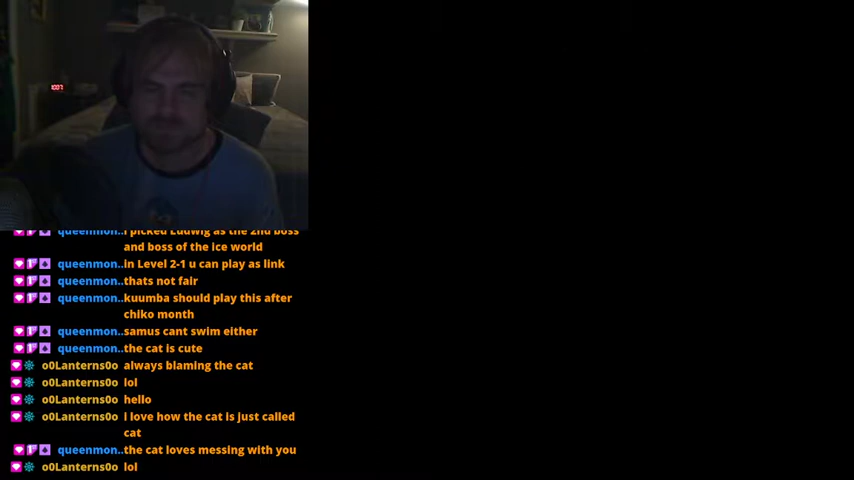 queenmon.. I picked Ludwig as the 2nd boss
and boss of the ice world
queenmon.. in Level 2-1 u can play as link
queenmon.. thats not fair
queenmon.. kuumba should play this after
chiko month
queenmon.. samus cant swim either
queenmon.. the cat is cute
o0Lanterns0o always blaming the cat
o0Lanterns0o lol
o0Lanterns0o hello
o0Lanterns0o I love how the cat is just called
cat
queenmon.. the cat loves messing with you
o0Lanterns0o lol